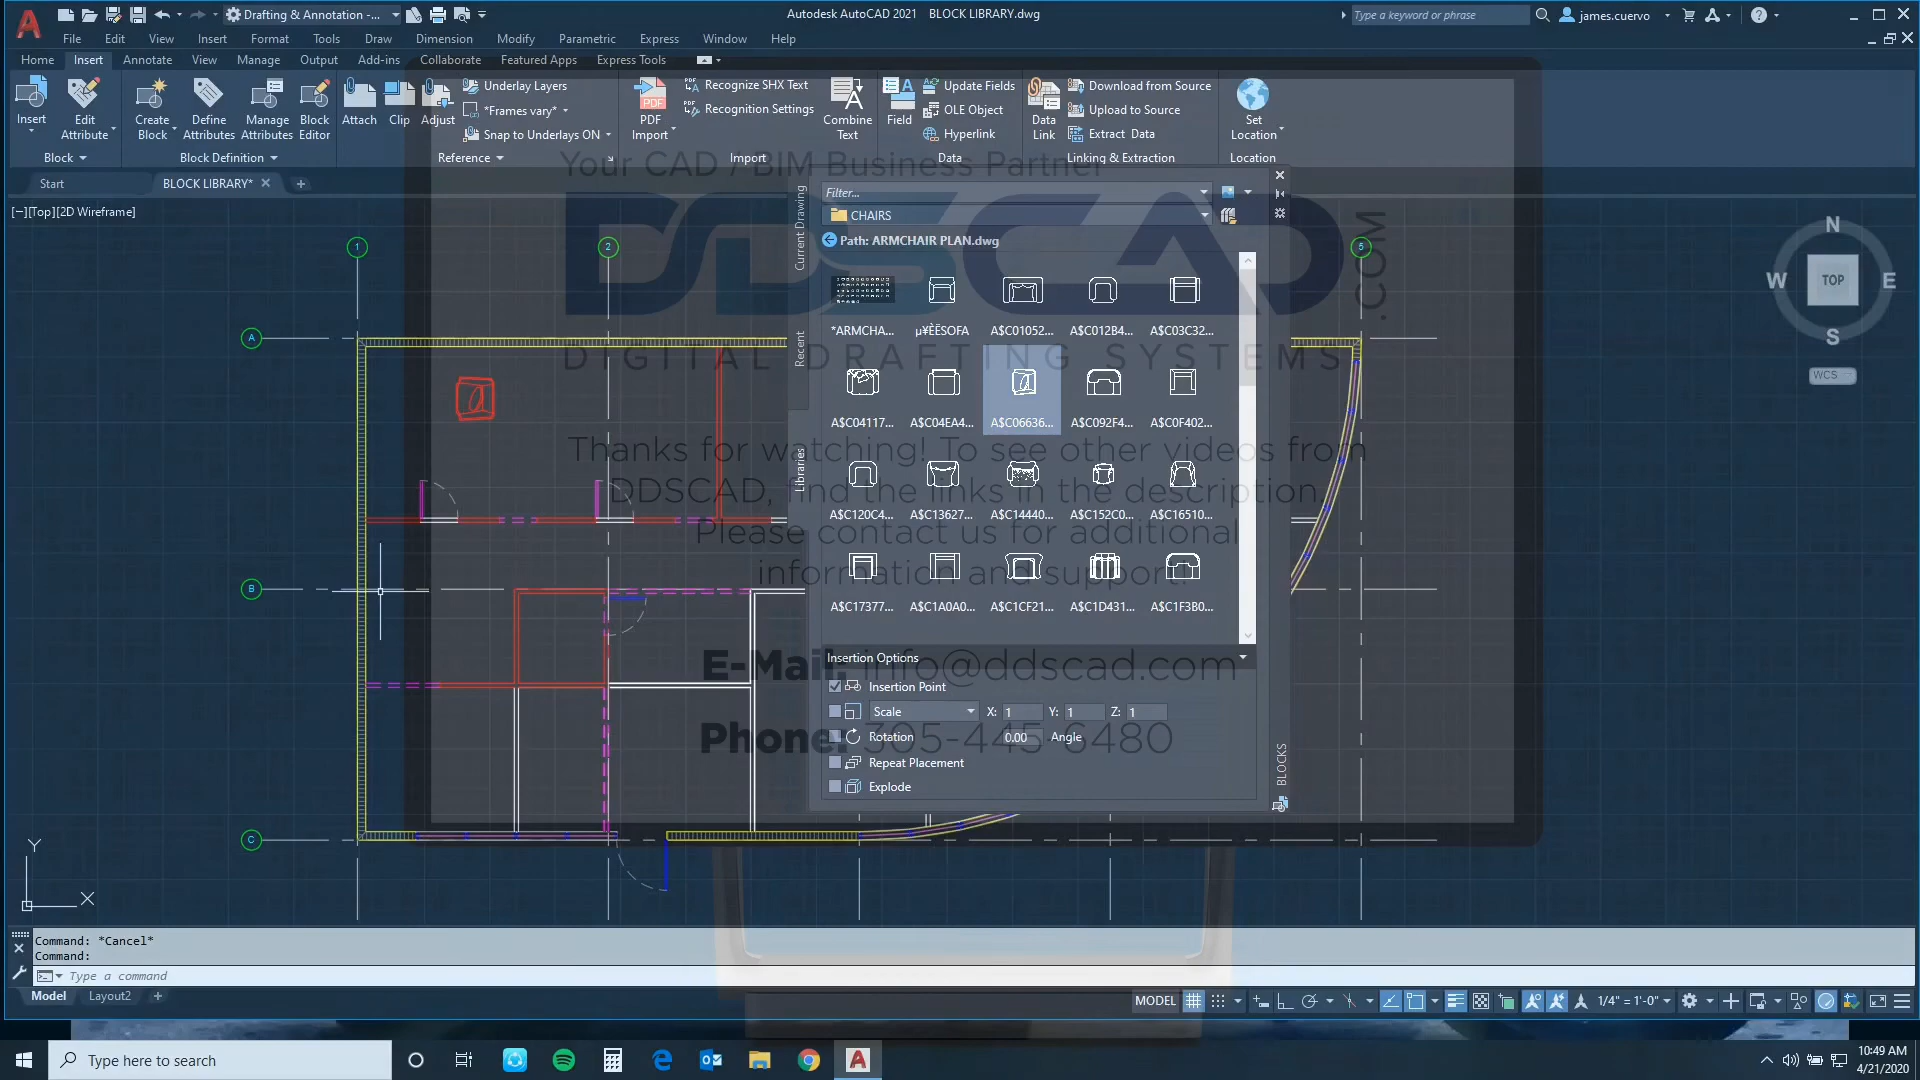 Drafting & Annotation -...
Autodesk AutoCAD 2021 BLOCK LIBRARY.dwg
Type a keyword or phrase
james.cuervo
File Edit View Insert Format Tools Draw Dimension Modify Parametric Express Window Help
Home Insert Annotate View Manage Output Add-ins Collaborate Featured Apps Express Tools
Insert
Edit
Attribute
Create
Block
Define
Attributes
Manage
Attributes
Block
Editor
Attach
Clip
Adjust
Underlay Layers
*Frames vary*
Snap to Underlays ON
PDF
Import
Recognize SHX Text
Recognition Settings
Combine
Text
Field
Update Fields
OLE Object
Hyperlink
Data
Link
Download from Source
Upload to Source
Extract Data
Set
Location
Block
Block Definition
Reference
Import
Data
Linking & Extraction
Location
Start
BLOCK LIBRARY*
[−][Top][2D Wireframe]
Your CAD / BIM Business Partner
DDSCAD
.COM
DIGITAL DRAFTING SYSTEMS
Thanks for watching! To see other videos from
DDSCAD, find the links in the description.
Please contact us for additional
information and support.
E-Mail: info@ddscad.com
Phone: 305-445-6480
Current Drawing
Recent
Libraries
BLOCKS
Filter...
CHAIRS
Path: ARMCHAIR PLAN.dwg
*ARMCHA... µ¥ÈËSOFA A$C01052... A$C012B4... A$C03C32...
A$C04117... A$C04EA4... A$C06636... A$C092F4... A$C0F402...
A$C120C4... A$C13627... A$C14440... A$C152C0... A$C16510...
A$C17377... A$C1A0A0... A$C1CF21... A$C1D431... A$C1F3B0...
Insertion Options
Insertion Point
Scale X: 1 Y: 1 Z: 1
Rotation 0.00 Angle
Repeat Placement
Explode
1
2
5
A
B
C
N
W
TOP
E
S
WCS
Y
X
Command: *Cancel*
Command:
Type a command
Model
Layout2
MODEL
1/4" = 1'-0"
Type here to search
10:49 AM
4/21/2020